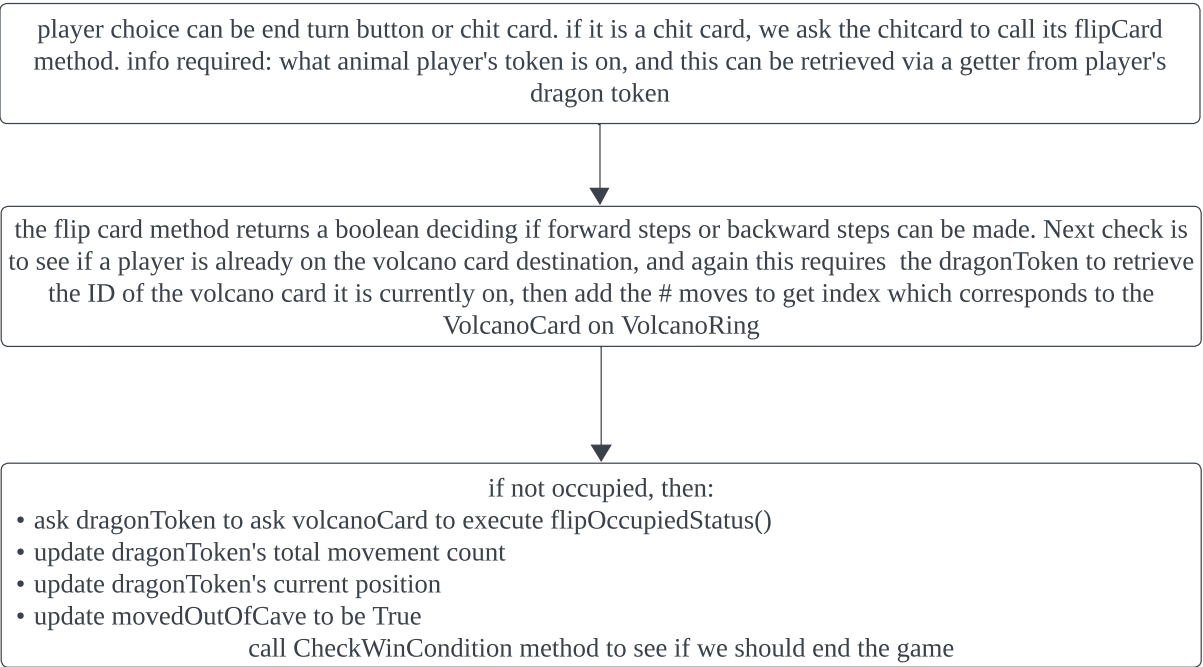 player choice can be end turn button or chit card. if it is a chit card, we ask the chitcard to call its flipCard
method. info required: what animal player's token is on, and this can be retrieved via a getter from player's
dragon token
the flip card method returns a boolean deciding if forward steps or backward steps can be made. Next check is
to see if a player is already on the volcano card destination, and again this requires  the dragonToken to retrieve
the ID of the volcano card it is currently on, then add the # moves to get index which corresponds to the
VolcanoCard on VolcanoRing
if not occupied, then:
• ask dragonToken to ask volcanoCard to execute flipOccupiedStatus()
• update dragonToken's total movement count
• update dragonToken's current position
• update movedOutOfCave to be True
call CheckWinCondition method to see if we should end the game